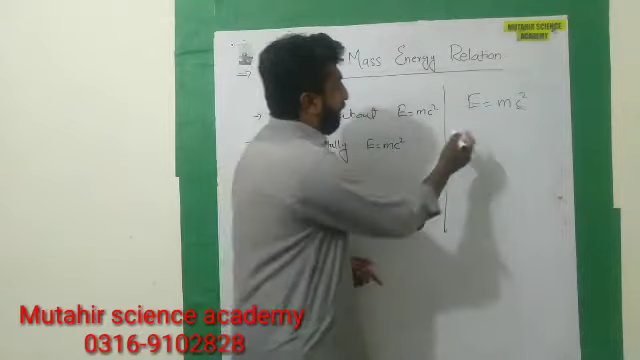 MUTAHIR SCIENCE
ACADEMY
Mass Energy Relation
E = mc²
E = mc²
E = mc²
Mutahir science academy
0316-9102828